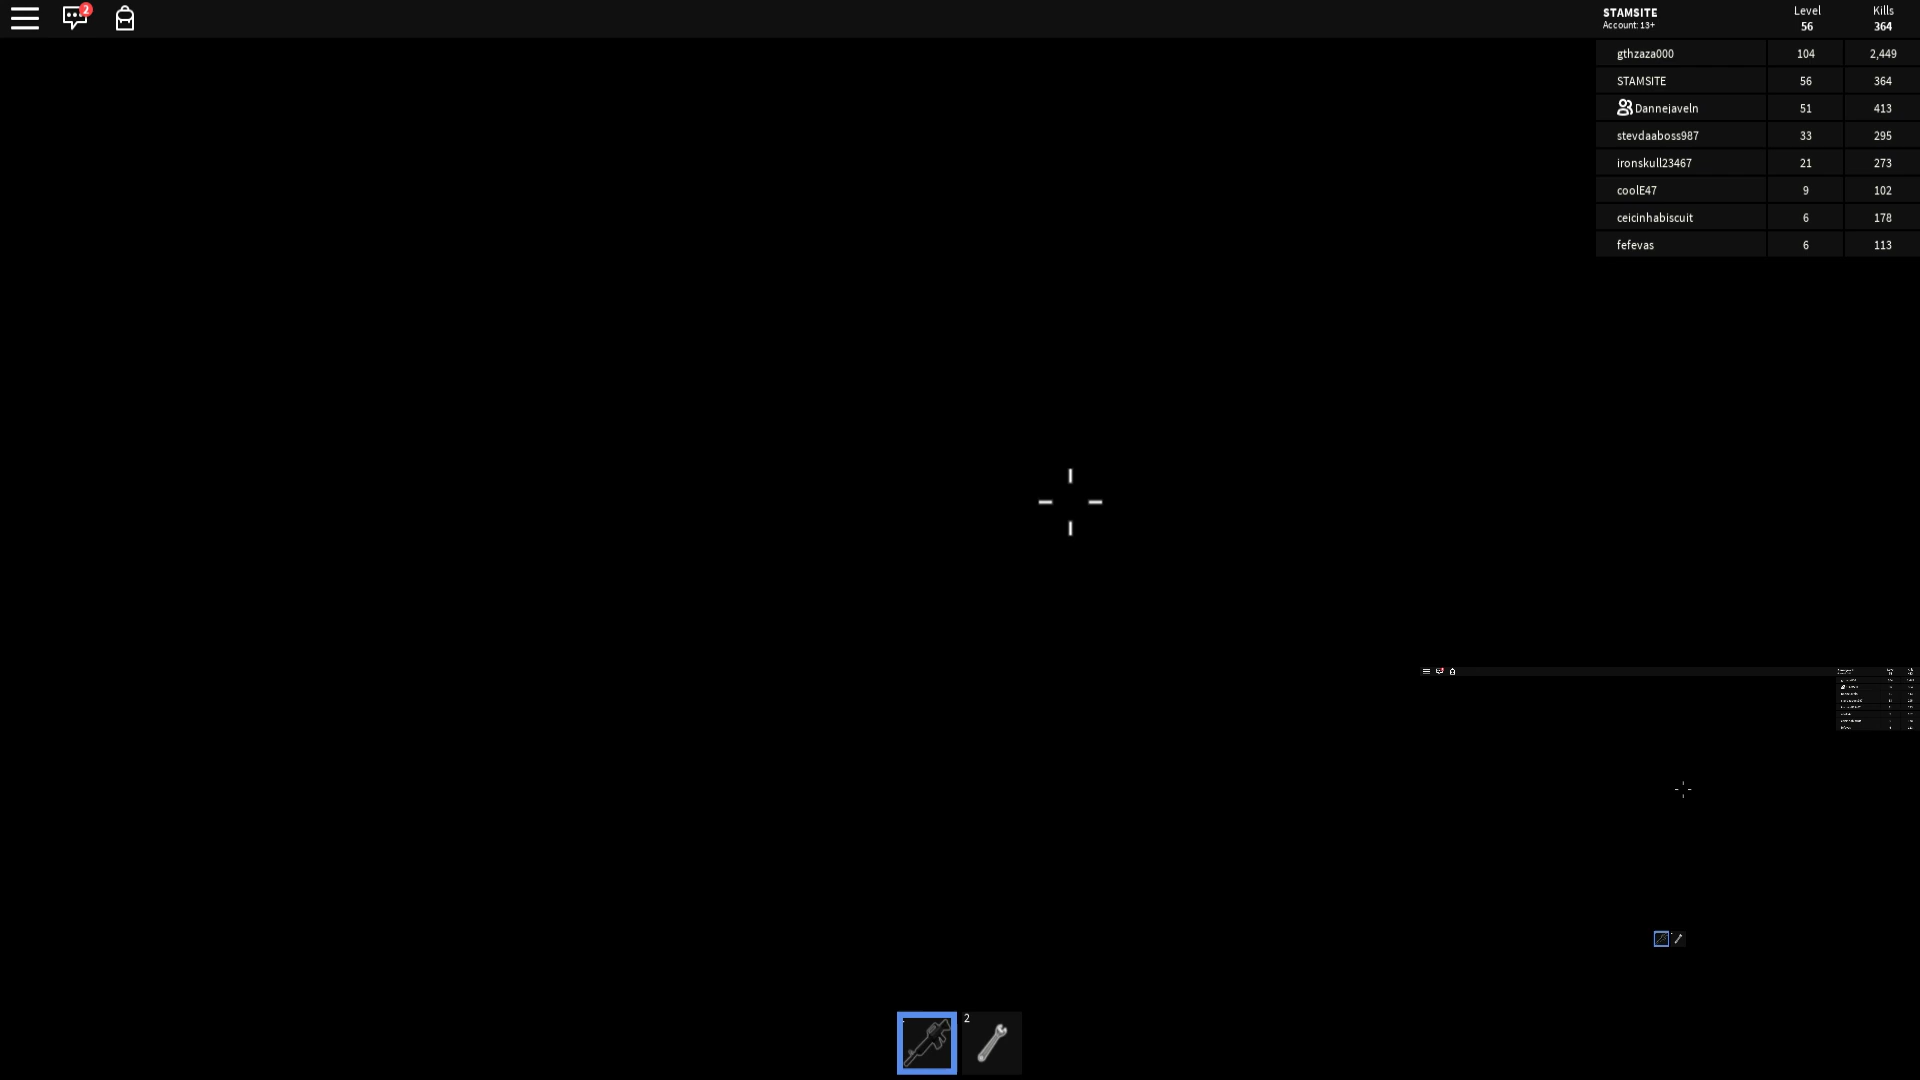 2
STAMSITE Level Kills
Account: 13+ 56 364
gthzaza000 104 2,449
STAMSITE 56 364
Dannejaveln 51 413
stevdaaboss987 33 295
ironskull23467 21 273
coolE47 9 102
ceicinhabiscuit 6 178
fefevas 6 113
2